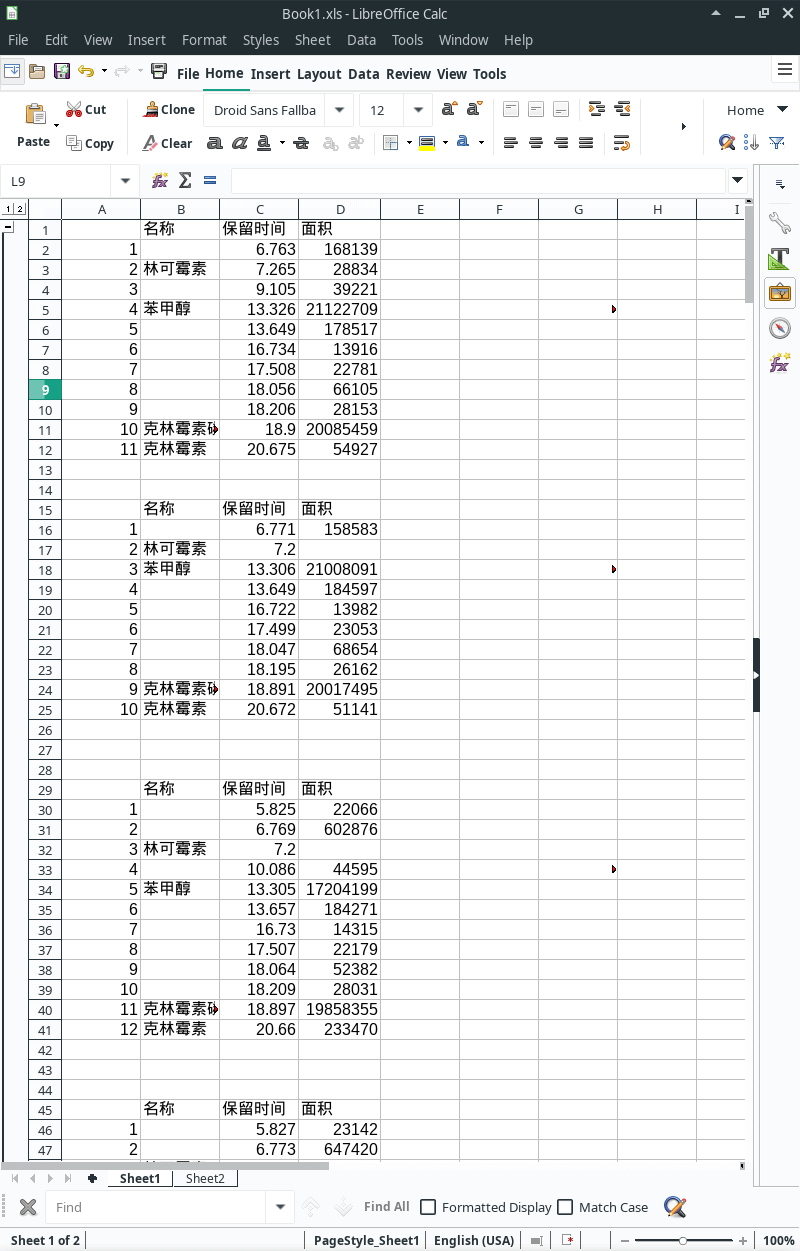 Book1.xls - LibreOffice Calc
File Edit View Insert Format Styles Sheet Data Tools Window Help
File Home Insert Layout Data Review View Tools
Cut Clone Droid Sans Fallba 12 Home
Paste Copy Clear
L9
1 2 A B C D E F G H I
1 名称 保留时间 面积
2 1 6.763 168139
3 2 林可霉素 7.265 28834
4 3 9.105 39221
5 4 苯甲醇 13.326 21122709
6 5 13.649 178517
7 6 16.734 13916
8 7 17.508 22781
9 8 18.056 66105
10 9 18.206 28153
11 10 克林霉素 18.9 20085459
12 11 克林霉素 20.675 54927
13
14
15 名称 保留时间 面积
16 1 6.771 158583
17 2 林可霉素 7.2
18 3 苯甲醇 13.306 21008091
19 4 13.649 184597
20 5 16.722 13982
21 6 17.499 23053
22 7 18.047 68654
23 8 18.195 26162
24 9 克林霉素 18.891 20017495
25 10 克林霉素 20.672 51141
26
27
28
29 名称 保留时间 面积
30 1 5.825 22066
31 2 6.769 602876
32 3 林可霉素 7.2
33 4 10.086 44595
34 5 苯甲醇 13.305 17204199
35 6 13.657 184271
36 7 16.73 14315
37 8 17.507 22179
38 9 18.064 52382
39 10 18.209 28031
40 11 克林霉素 18.897 19858355
41 12 克林霉素 20.66 233470
42
43
44
45 名称 保留时间 面积
46 1 5.827 23142
47 2 6.773 647420
Sheet1 Sheet2
Find Find All Formatted Display Match Case
Sheet 1 of 2 PageStyle_Sheet1 English (USA) 100%